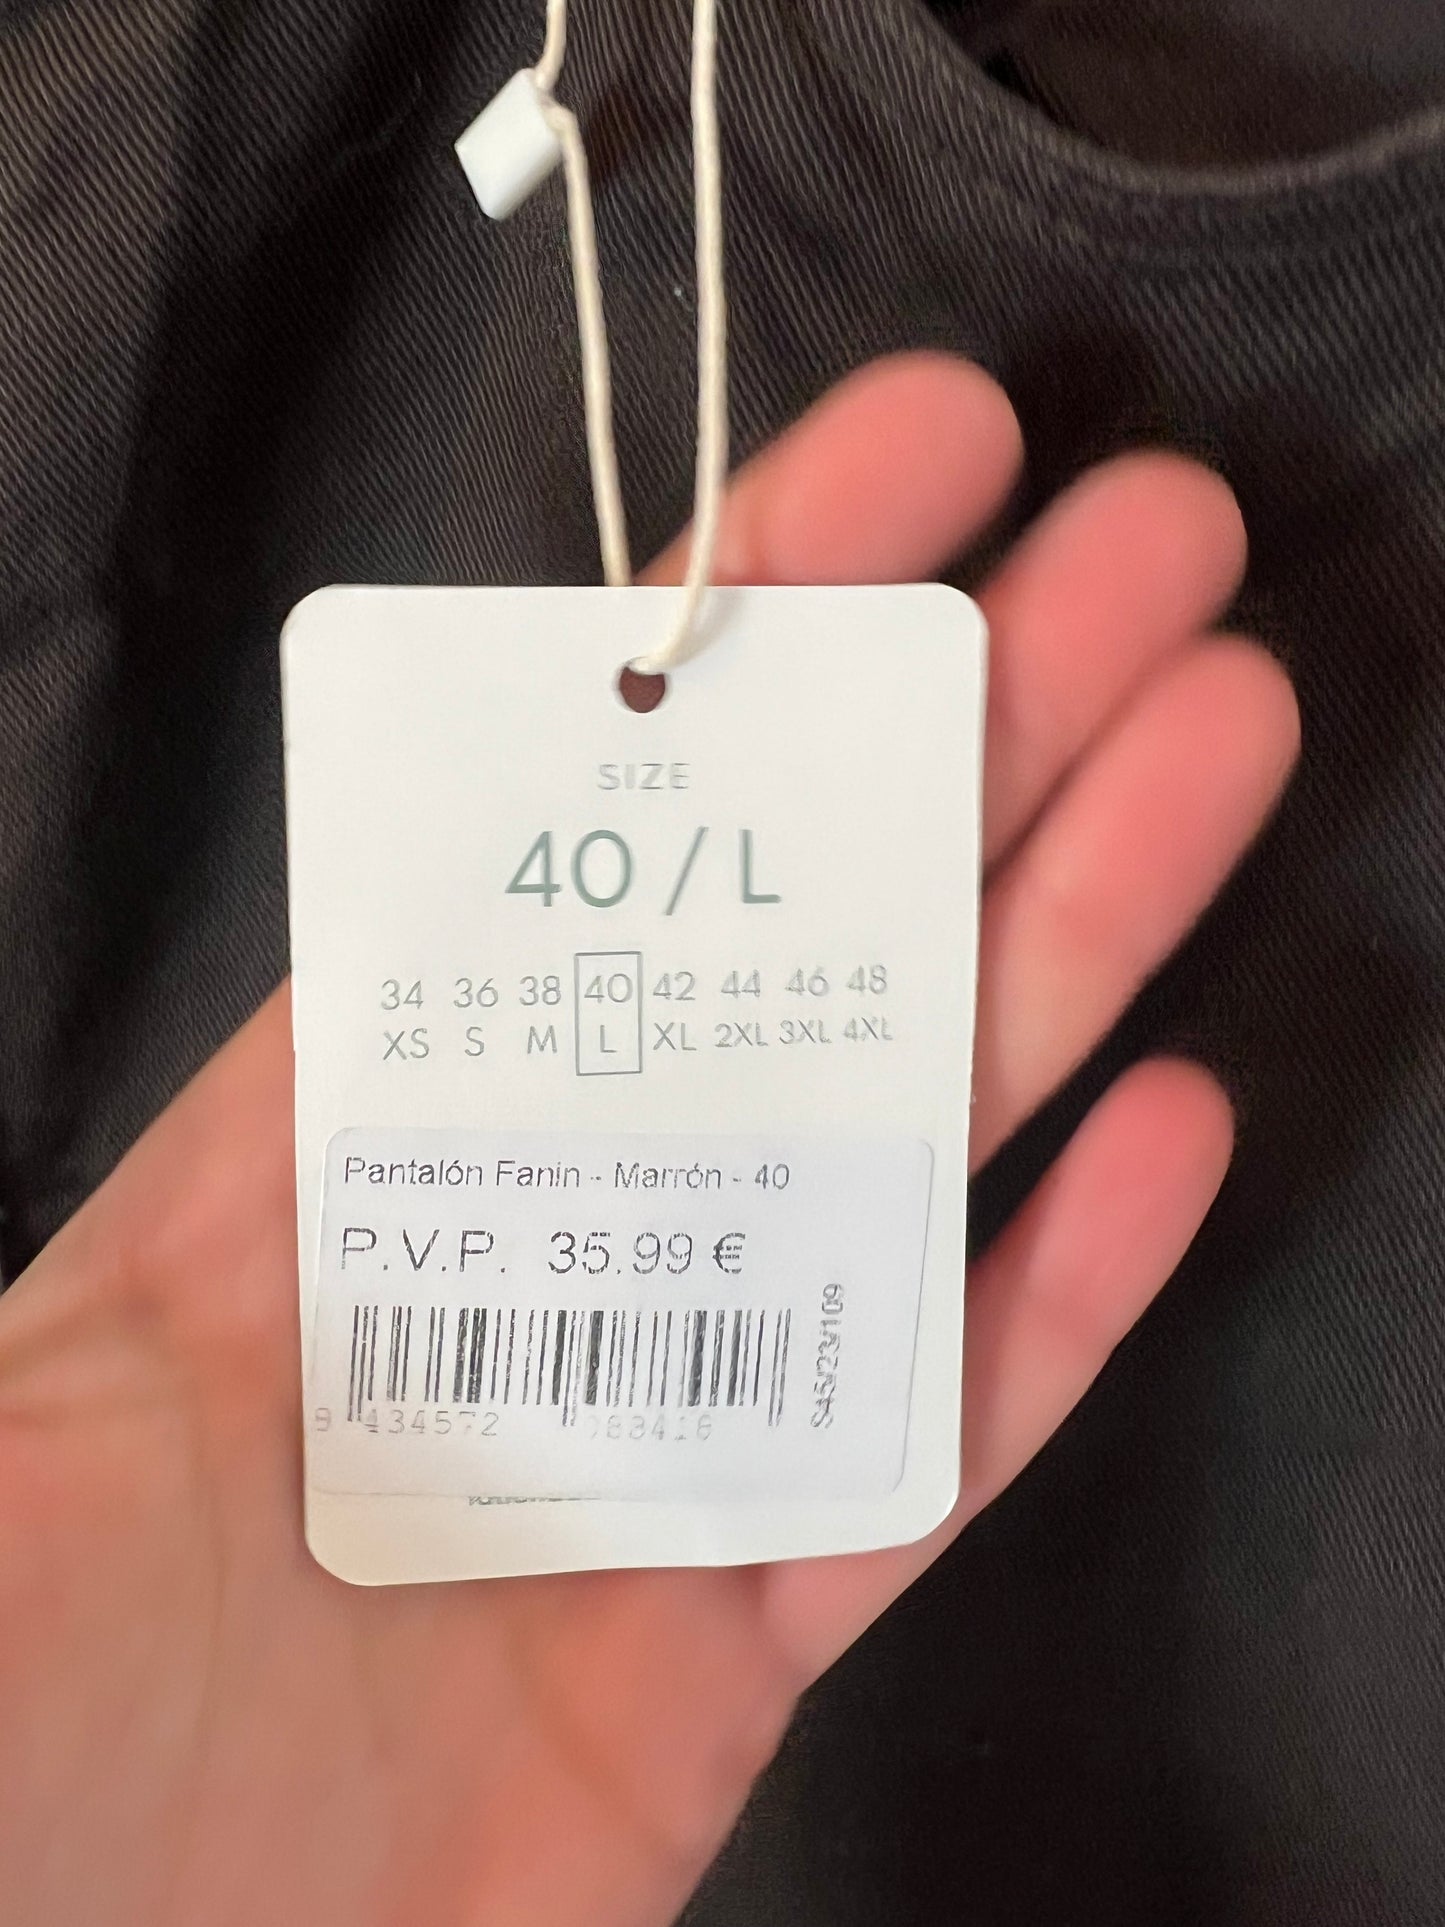 SIZE
40 / L
34 36 38 40 42 44 46 48
XS S M L XL 2XL 3XL 4XL
Pantalón Fanin - Marrón - 40
P.V.P. 35.99 €